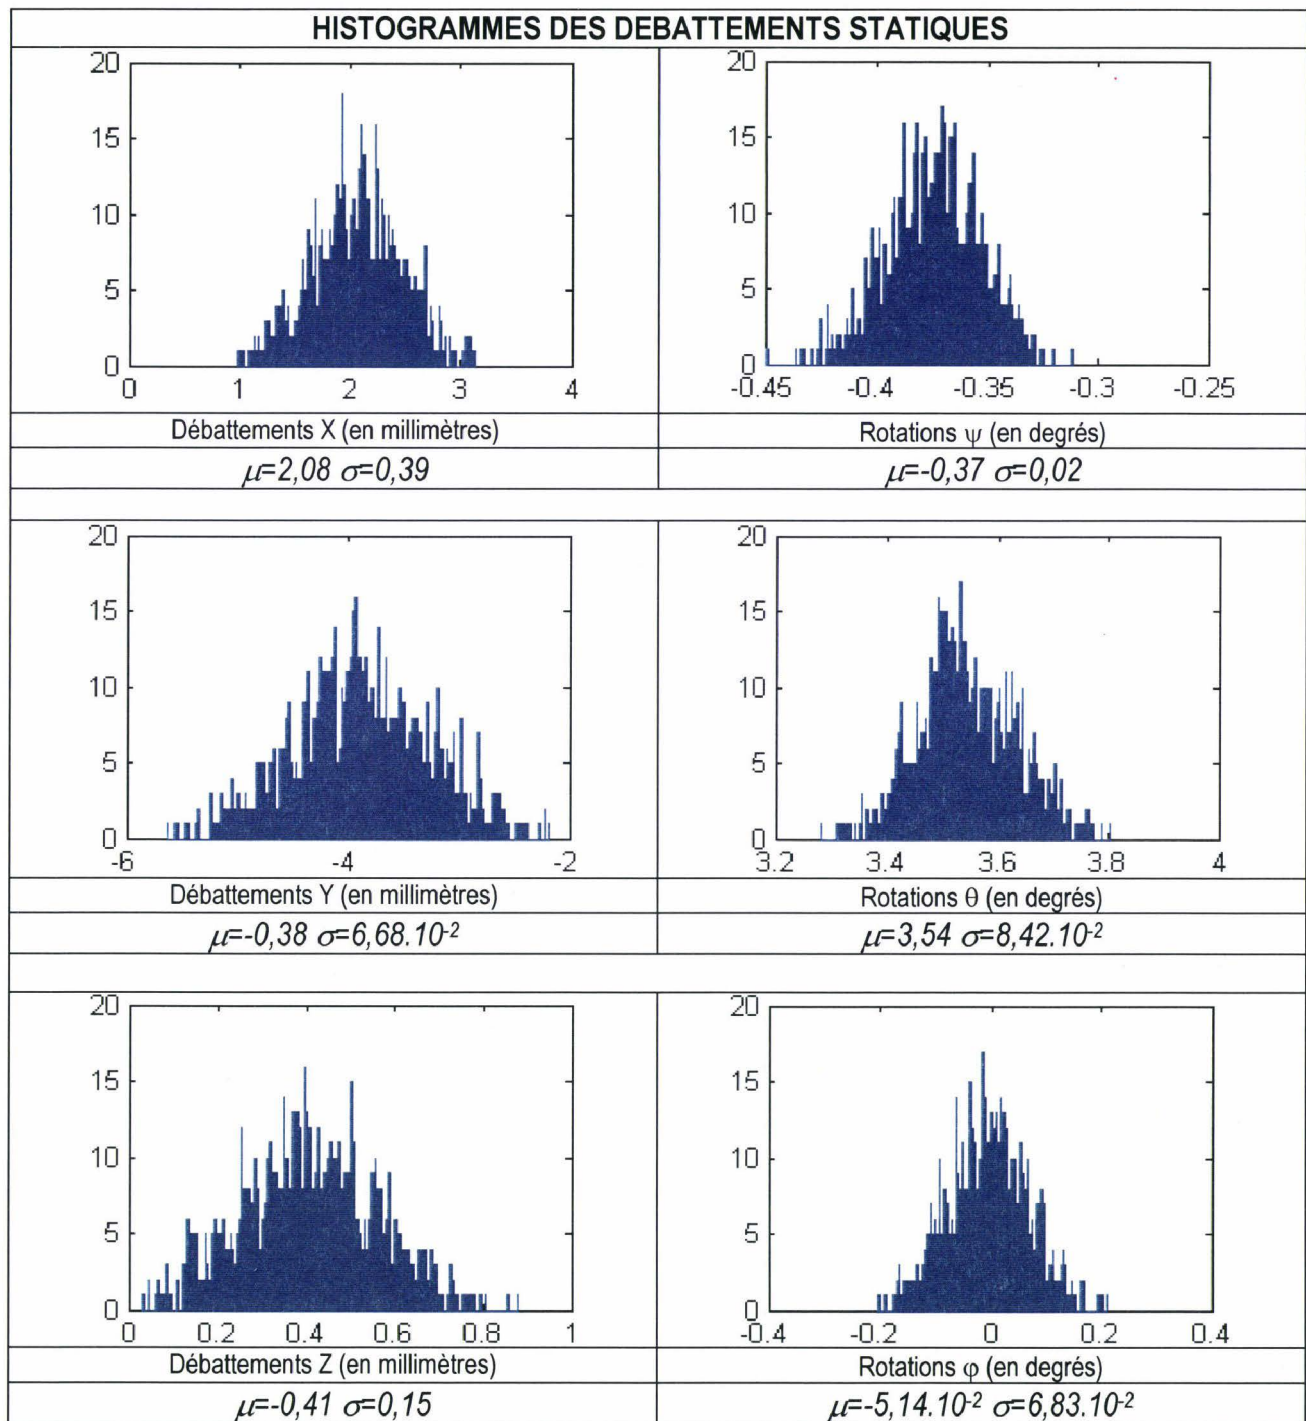 HISTOGRAMMES DES DEBATTEMENTS STATIQUES
20
15
10
5
0
0 1 2 3 4
20
15
10
5
0
-0.45 -0.4 -0.35 -0.3 -0.25
Débattements X (en millimètres)
Rotations ψ (en degrés)
μ=2,08 σ=0,39
μ=-0,37 σ=0,02
20
15
10
5
0
-6 -4 -2
20
15
10
5
0
3.2 3.4 3.6 3.8 4
Débattements Y (en millimètres)
Rotations θ (en degrés)
μ=-0,38 σ=6,68.10⁻²
μ=3,54 σ=8,42.10⁻²
20
15
10
5
0
0 0.2 0.4 0.6 0.8 1
20
15
10
5
0
-0.4 -0.2 0 0.2 0.4
Débattements Z (en millimètres)
Rotations φ (en degrés)
μ=-0,41 σ=0,15
μ=-5,14.10⁻² σ=6,83.10⁻²